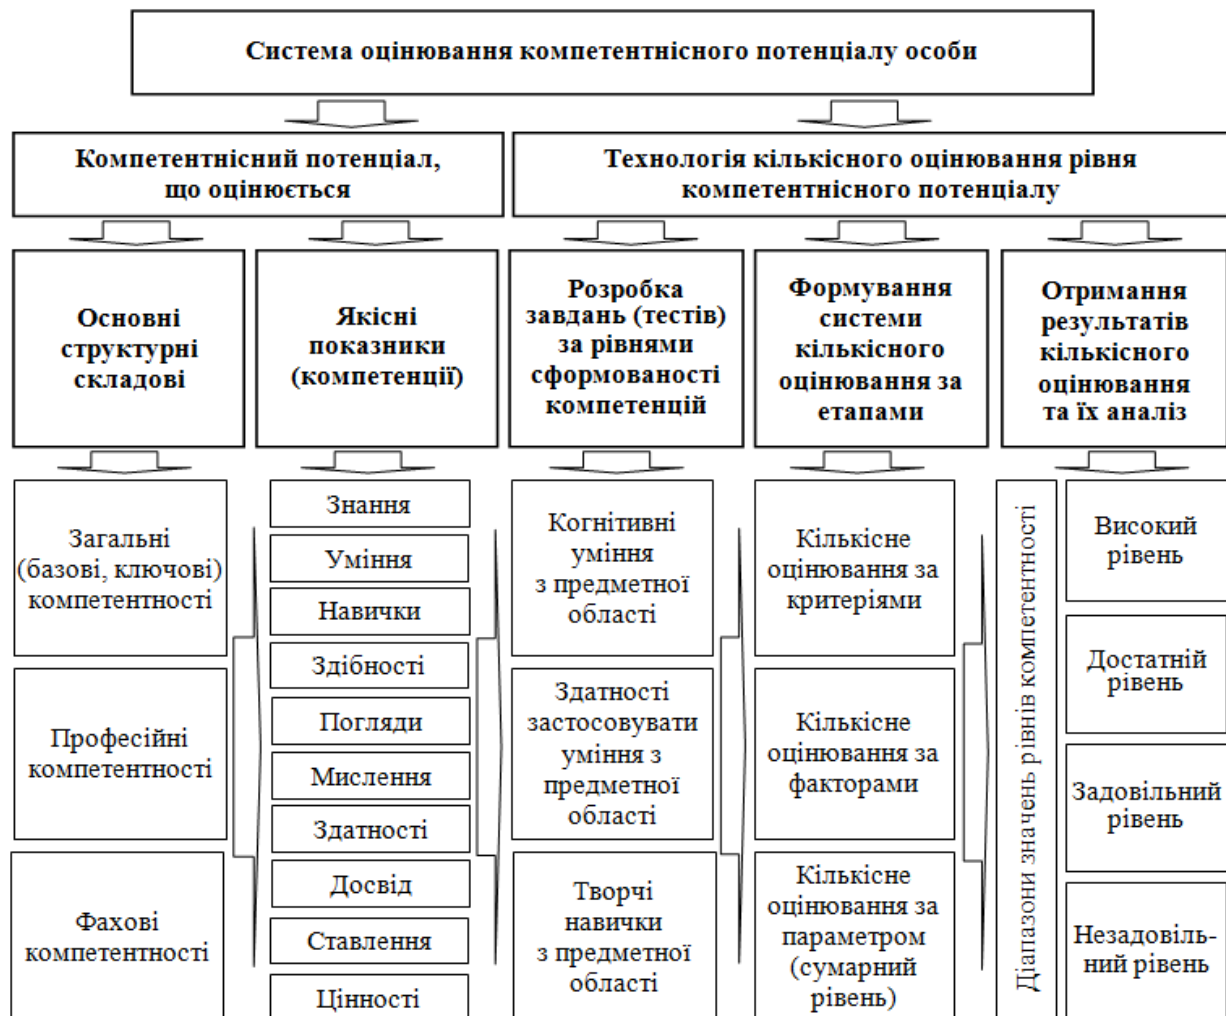 Система оцінювання компетентнісного потенціалу особи
Компетентнісний потенціал,
що оцінюється
Технологія кількісного оцінювання рівня
компетентнісного потенціалу
Основні
структурні
складові
Якісні
показники
(компетенції)
Розробка
завдань (тестів)
за рівнями
сформованості
компетенцій
Формування
системи
кількісного
оцінювання за
етапами
Отримання
результатів
кількісного
оцінювання
та їх аналіз
Загальні
(базові, ключові)
компетентності
Професійні
компетентності
Фахові
компетентності
Знання
Уміння
Навички
Здібності
Погляди
Мислення
Здатності
Досвід
Ставлення
Цінності
Когнітивні
уміння
з предметної
області
Здатності
застосовувати
уміння з
предметної
області
Творчі
навички
з предметної
області
Кількісне
оцінювання за
критеріями
Кількісне
оцінювання за
факторами
Кількісне
оцінювання за
параметром
(сумарний
рівень)
Діапазони значень рівнів компетентності
Високий
рівень
Достатній
рівень
Задовільний
рівень
Незадовіль-
ний рівень